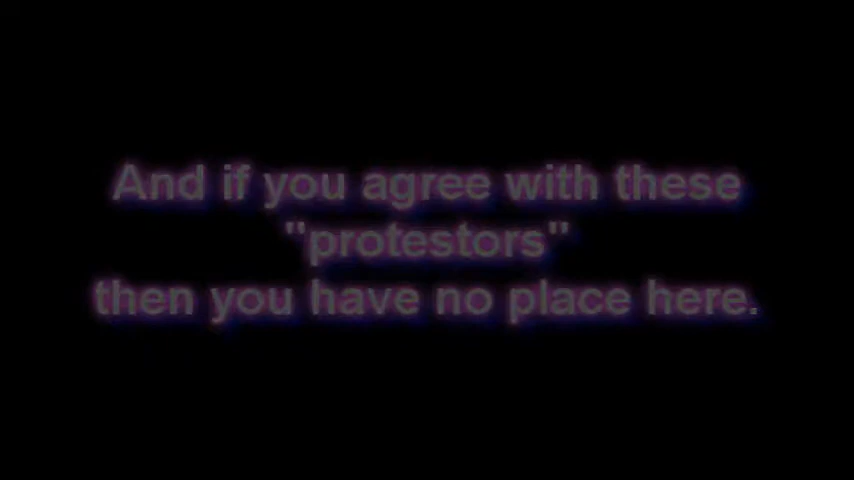 And if you agree with these
"protestors"
then you have no place here.